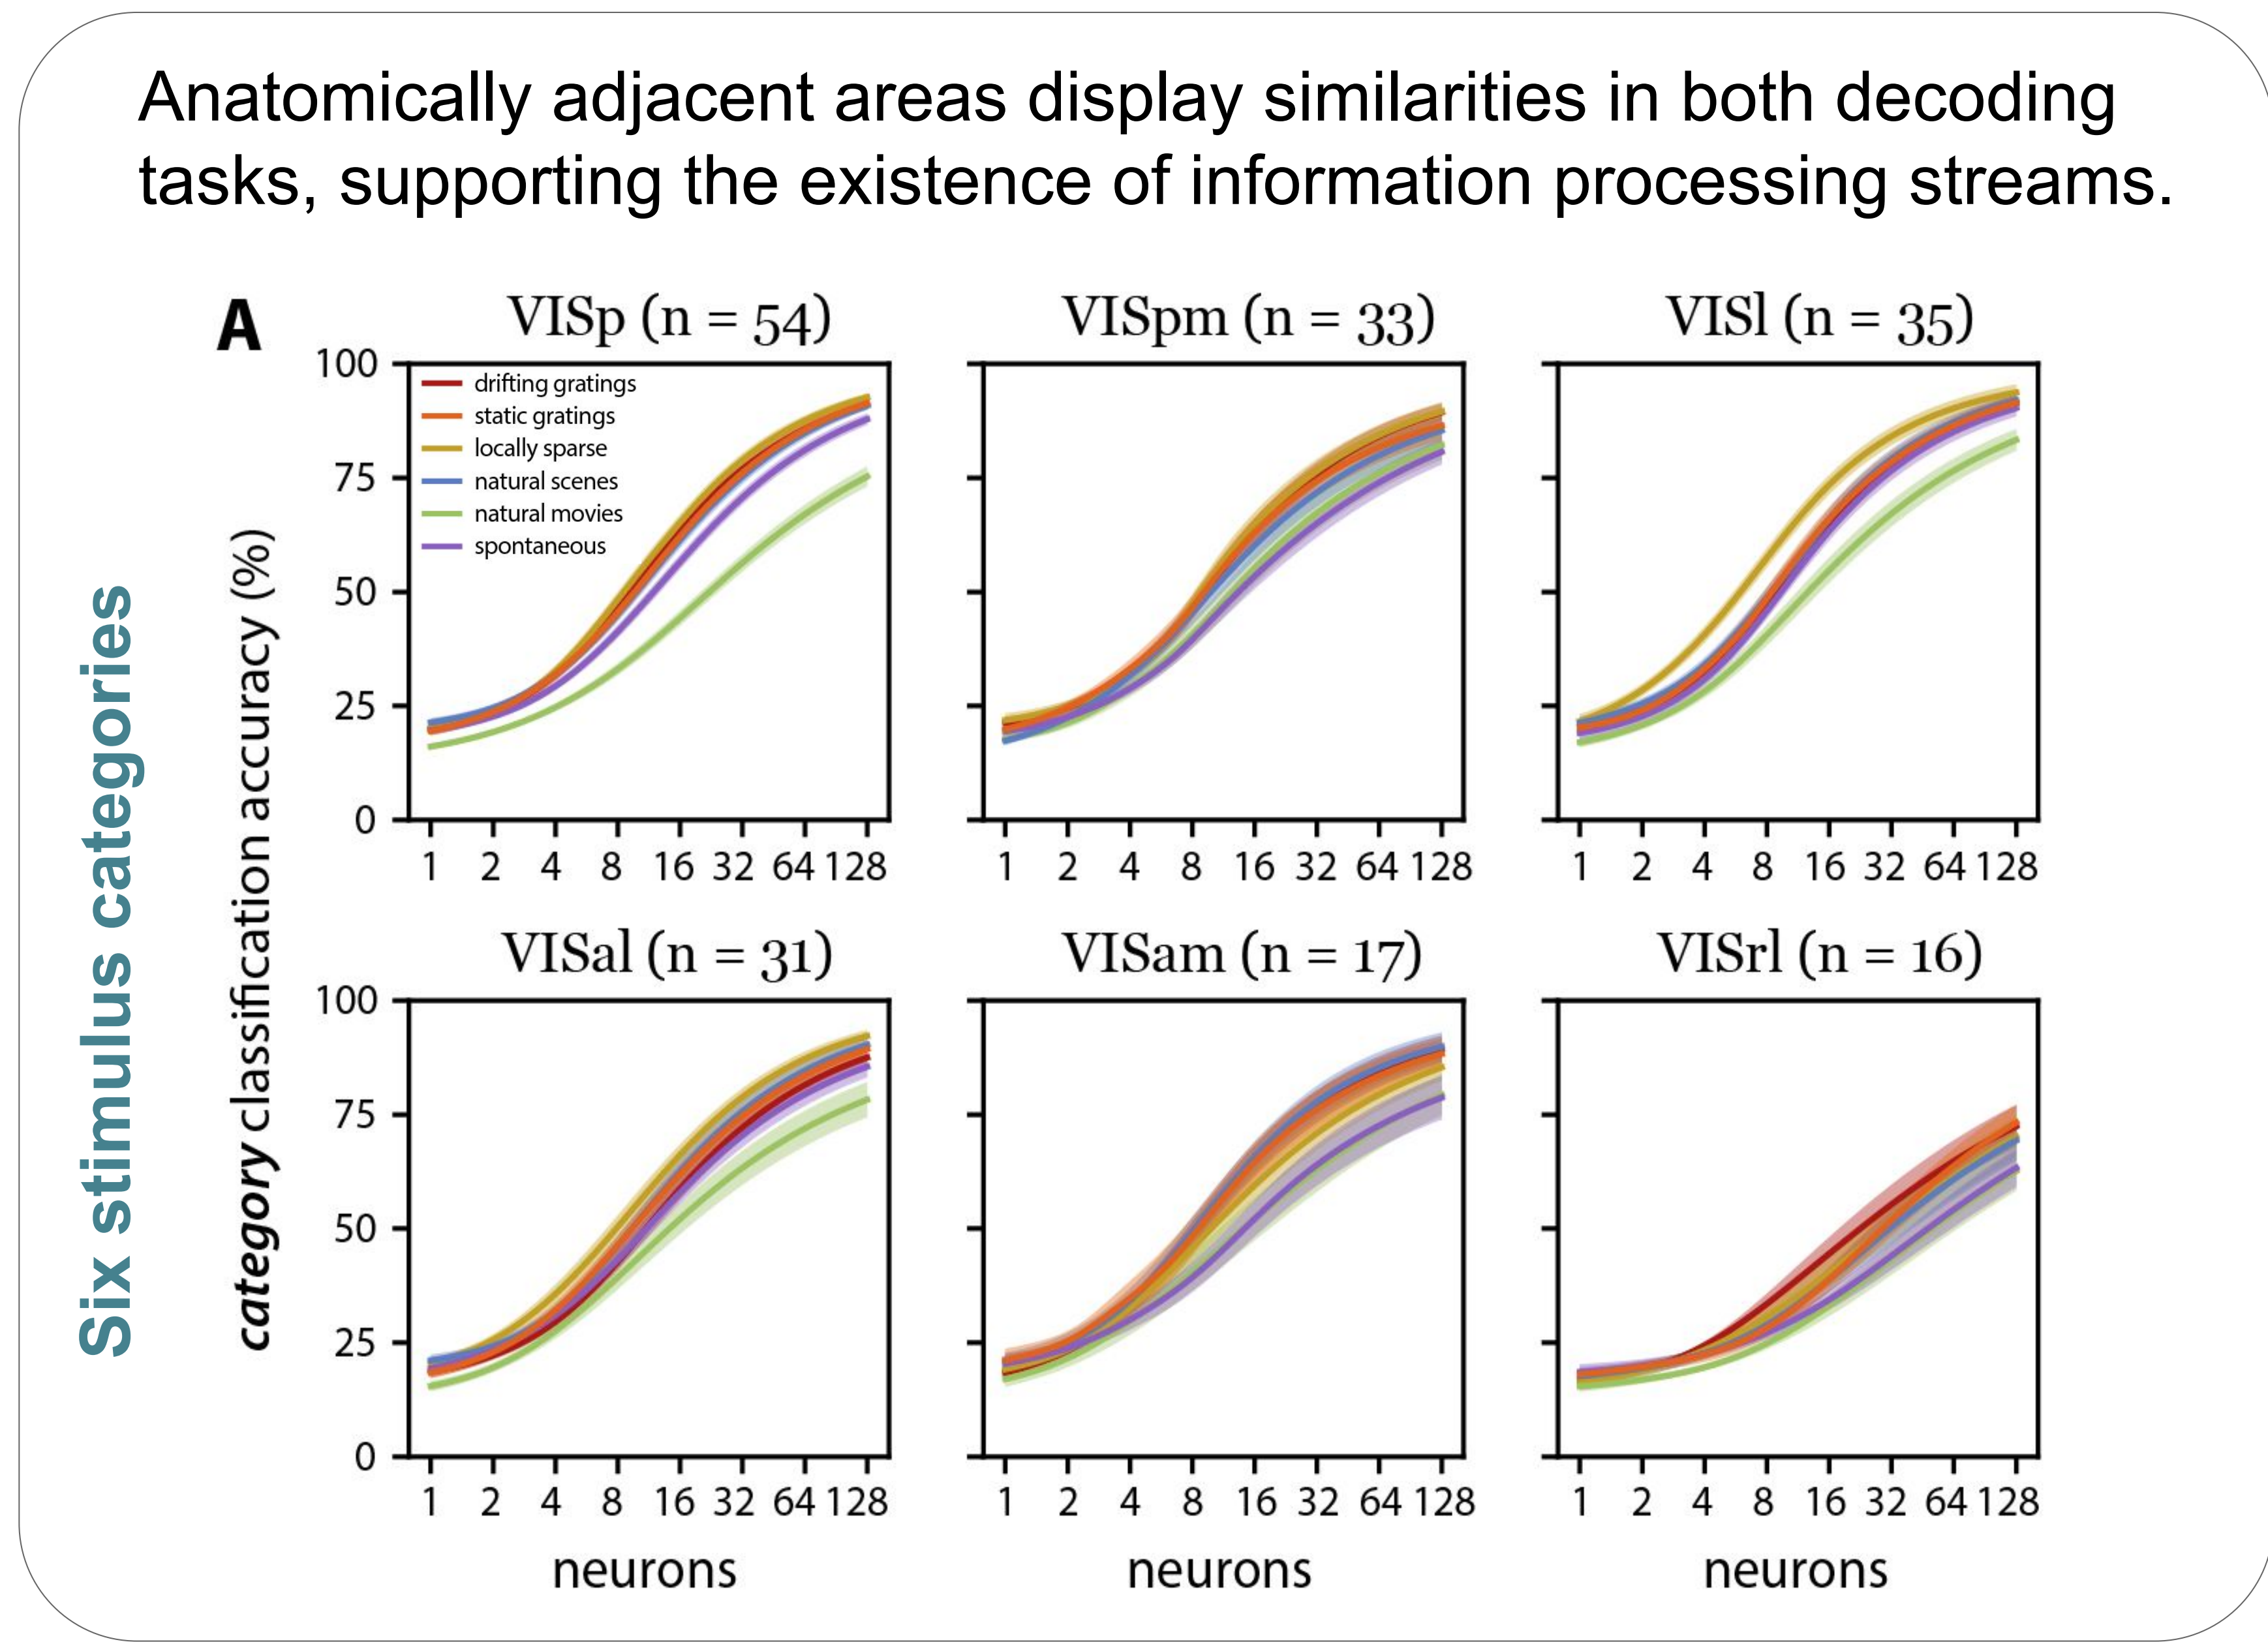 Anatomically adjacent areas display similarities in both decoding
tasks, supporting the existence of information processing streams.
A
VISp (n = 54)
VISpm (n = 33)
VISl (n = 35)
100
75
50
25
0
drifting gratings
static gratings
locally sparse
natural scenes
natural movies
spontaneous
1 2 4 8 16 32 64 128
1 2 4 8 16 32 64 128
1 2 4 8 16 32 64 128
Six stimulus categories
category classification accuracy (%)
VISal (n = 31)
VISam (n = 17)
VISrl (n = 16)
100
75
50
25
0
1 2 4 8 16 32 64 128
1 2 4 8 16 32 64 128
1 2 4 8 16 32 64 128
neurons
neurons
neurons